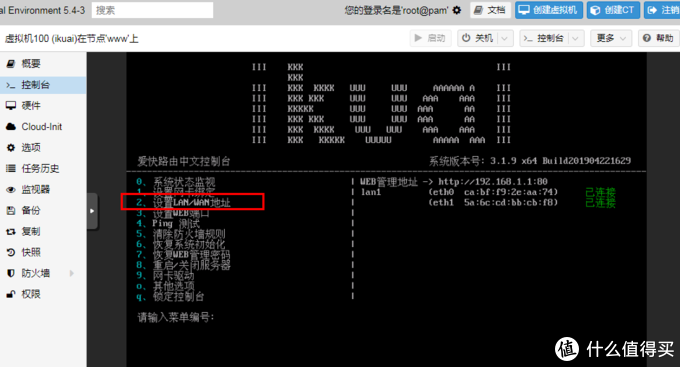 al Environment 5.4-3
搜索
您的登录名是'root@pam'
文档
创建虚拟机
创建CT
注销
虚拟机100 (ikuai)在节点'www'上
启动
关机
控制台
更多
帮助
概要
控制台
硬件
Cloud-Init
选项
任务历史
监视器
备份
复制
快照
防火墙
权限
爱快路由中文控制台
系统版本号: 3.1.9 x64 Build201904221629
0、系统状态监视
1、设置网卡绑定
2、设置LAN/WAN地址
3、设置WEB端口
4、Ping 测试
5、清除防火墙规则
6、恢复系统初始化
7、恢复WEB管理密码
8、重启/关闭服务器
9、网卡驱动
o、其他选项
q、锁定控制台
WEB管理地址 -> http://192.168.1.1:80
lan1 (eth0 ca:bf:f9:2c:aa:74) 已连接
(eth1 5a:6c:cd:bb:cb:f8) 已连接
请输入菜单编号:
值 什么值得买